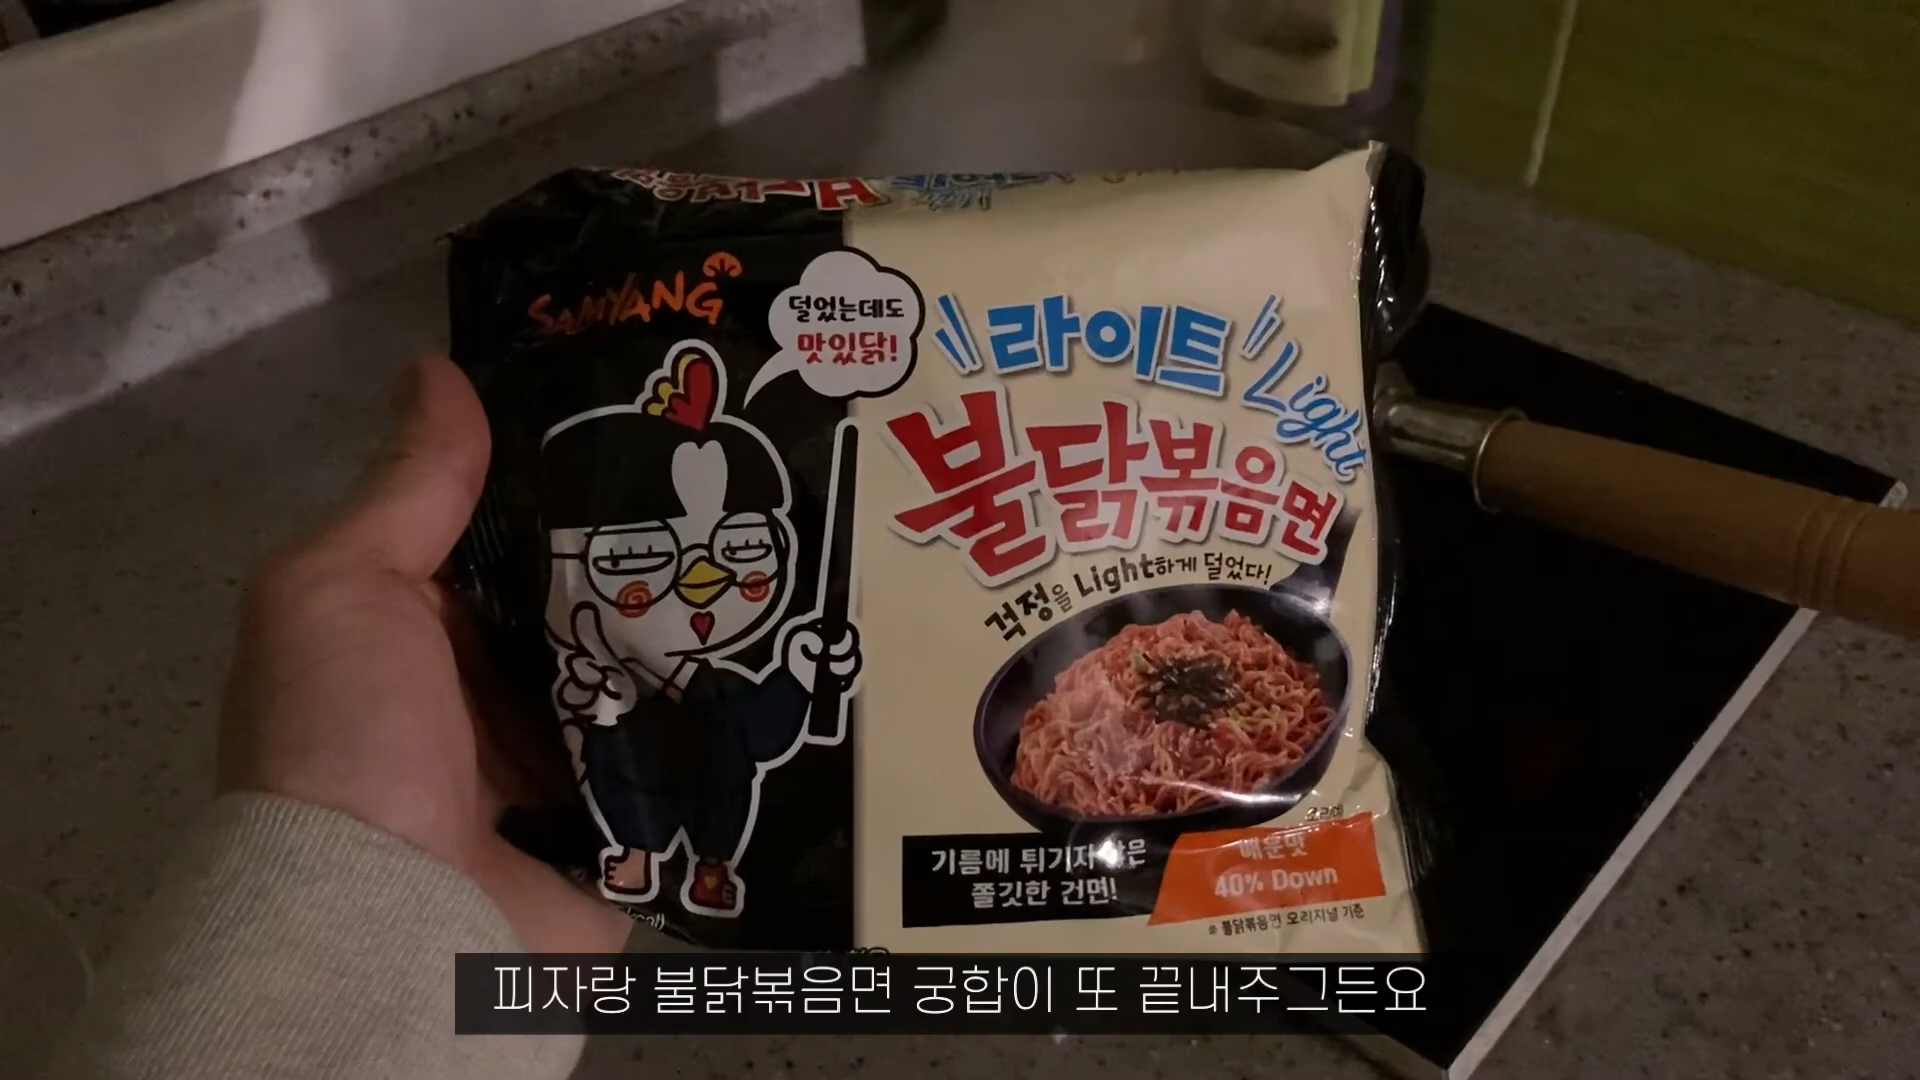 SAMYANG
덜었는데도
맛있닭!
라이트
Light
불닭볶음면
걱정을 Light하게 덜었다!
조리예
기름에 튀기지 않은
쫄깃한 건면!
매운맛
40% Down
※ 불닭볶음면 오리지널 기준
피자랑 불닭볶음면 궁합이 또 끝내주그든요